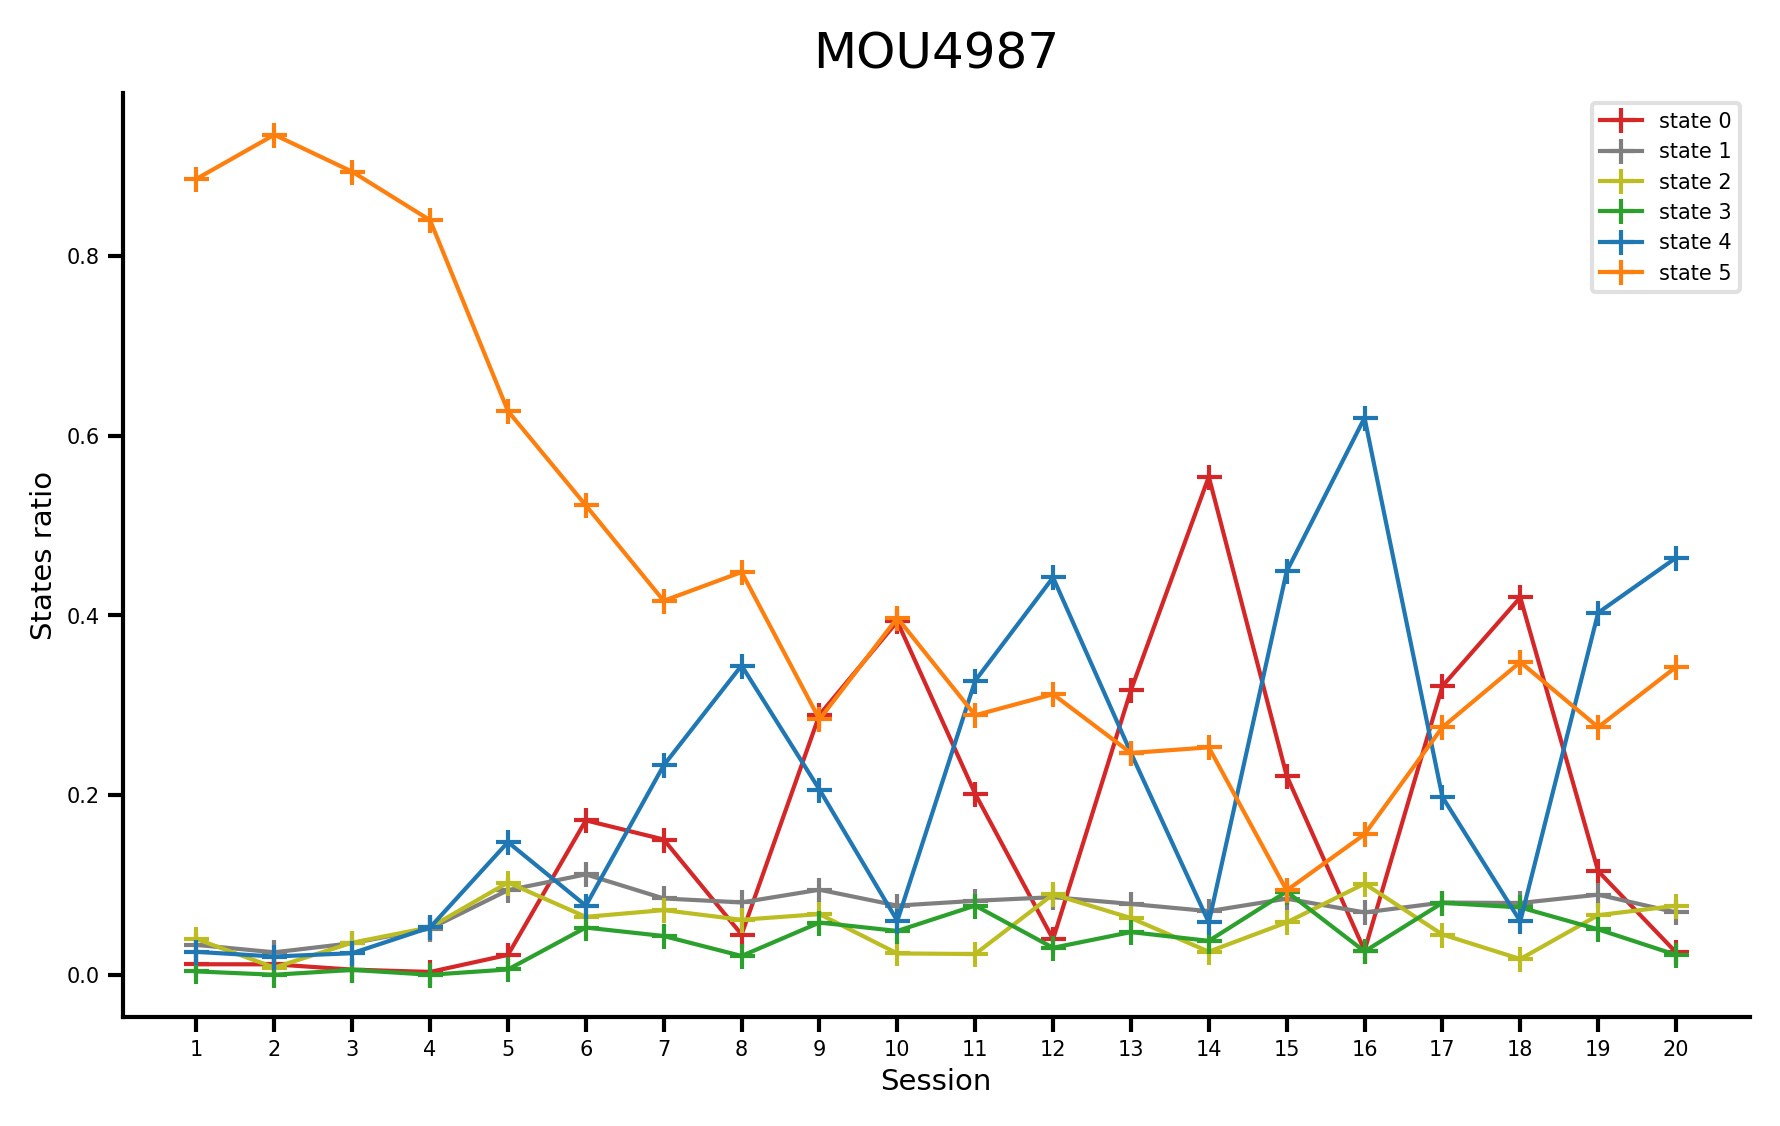 MOU4987
state 0
state 1
state 2
state 3
state 4
state 5
0.8
0.6
0.4
0.2
0.0
States ratio
1 2 3 4 5 6 7 8 9 10 11 12 13 14 15 16 17 18 19 20
Session